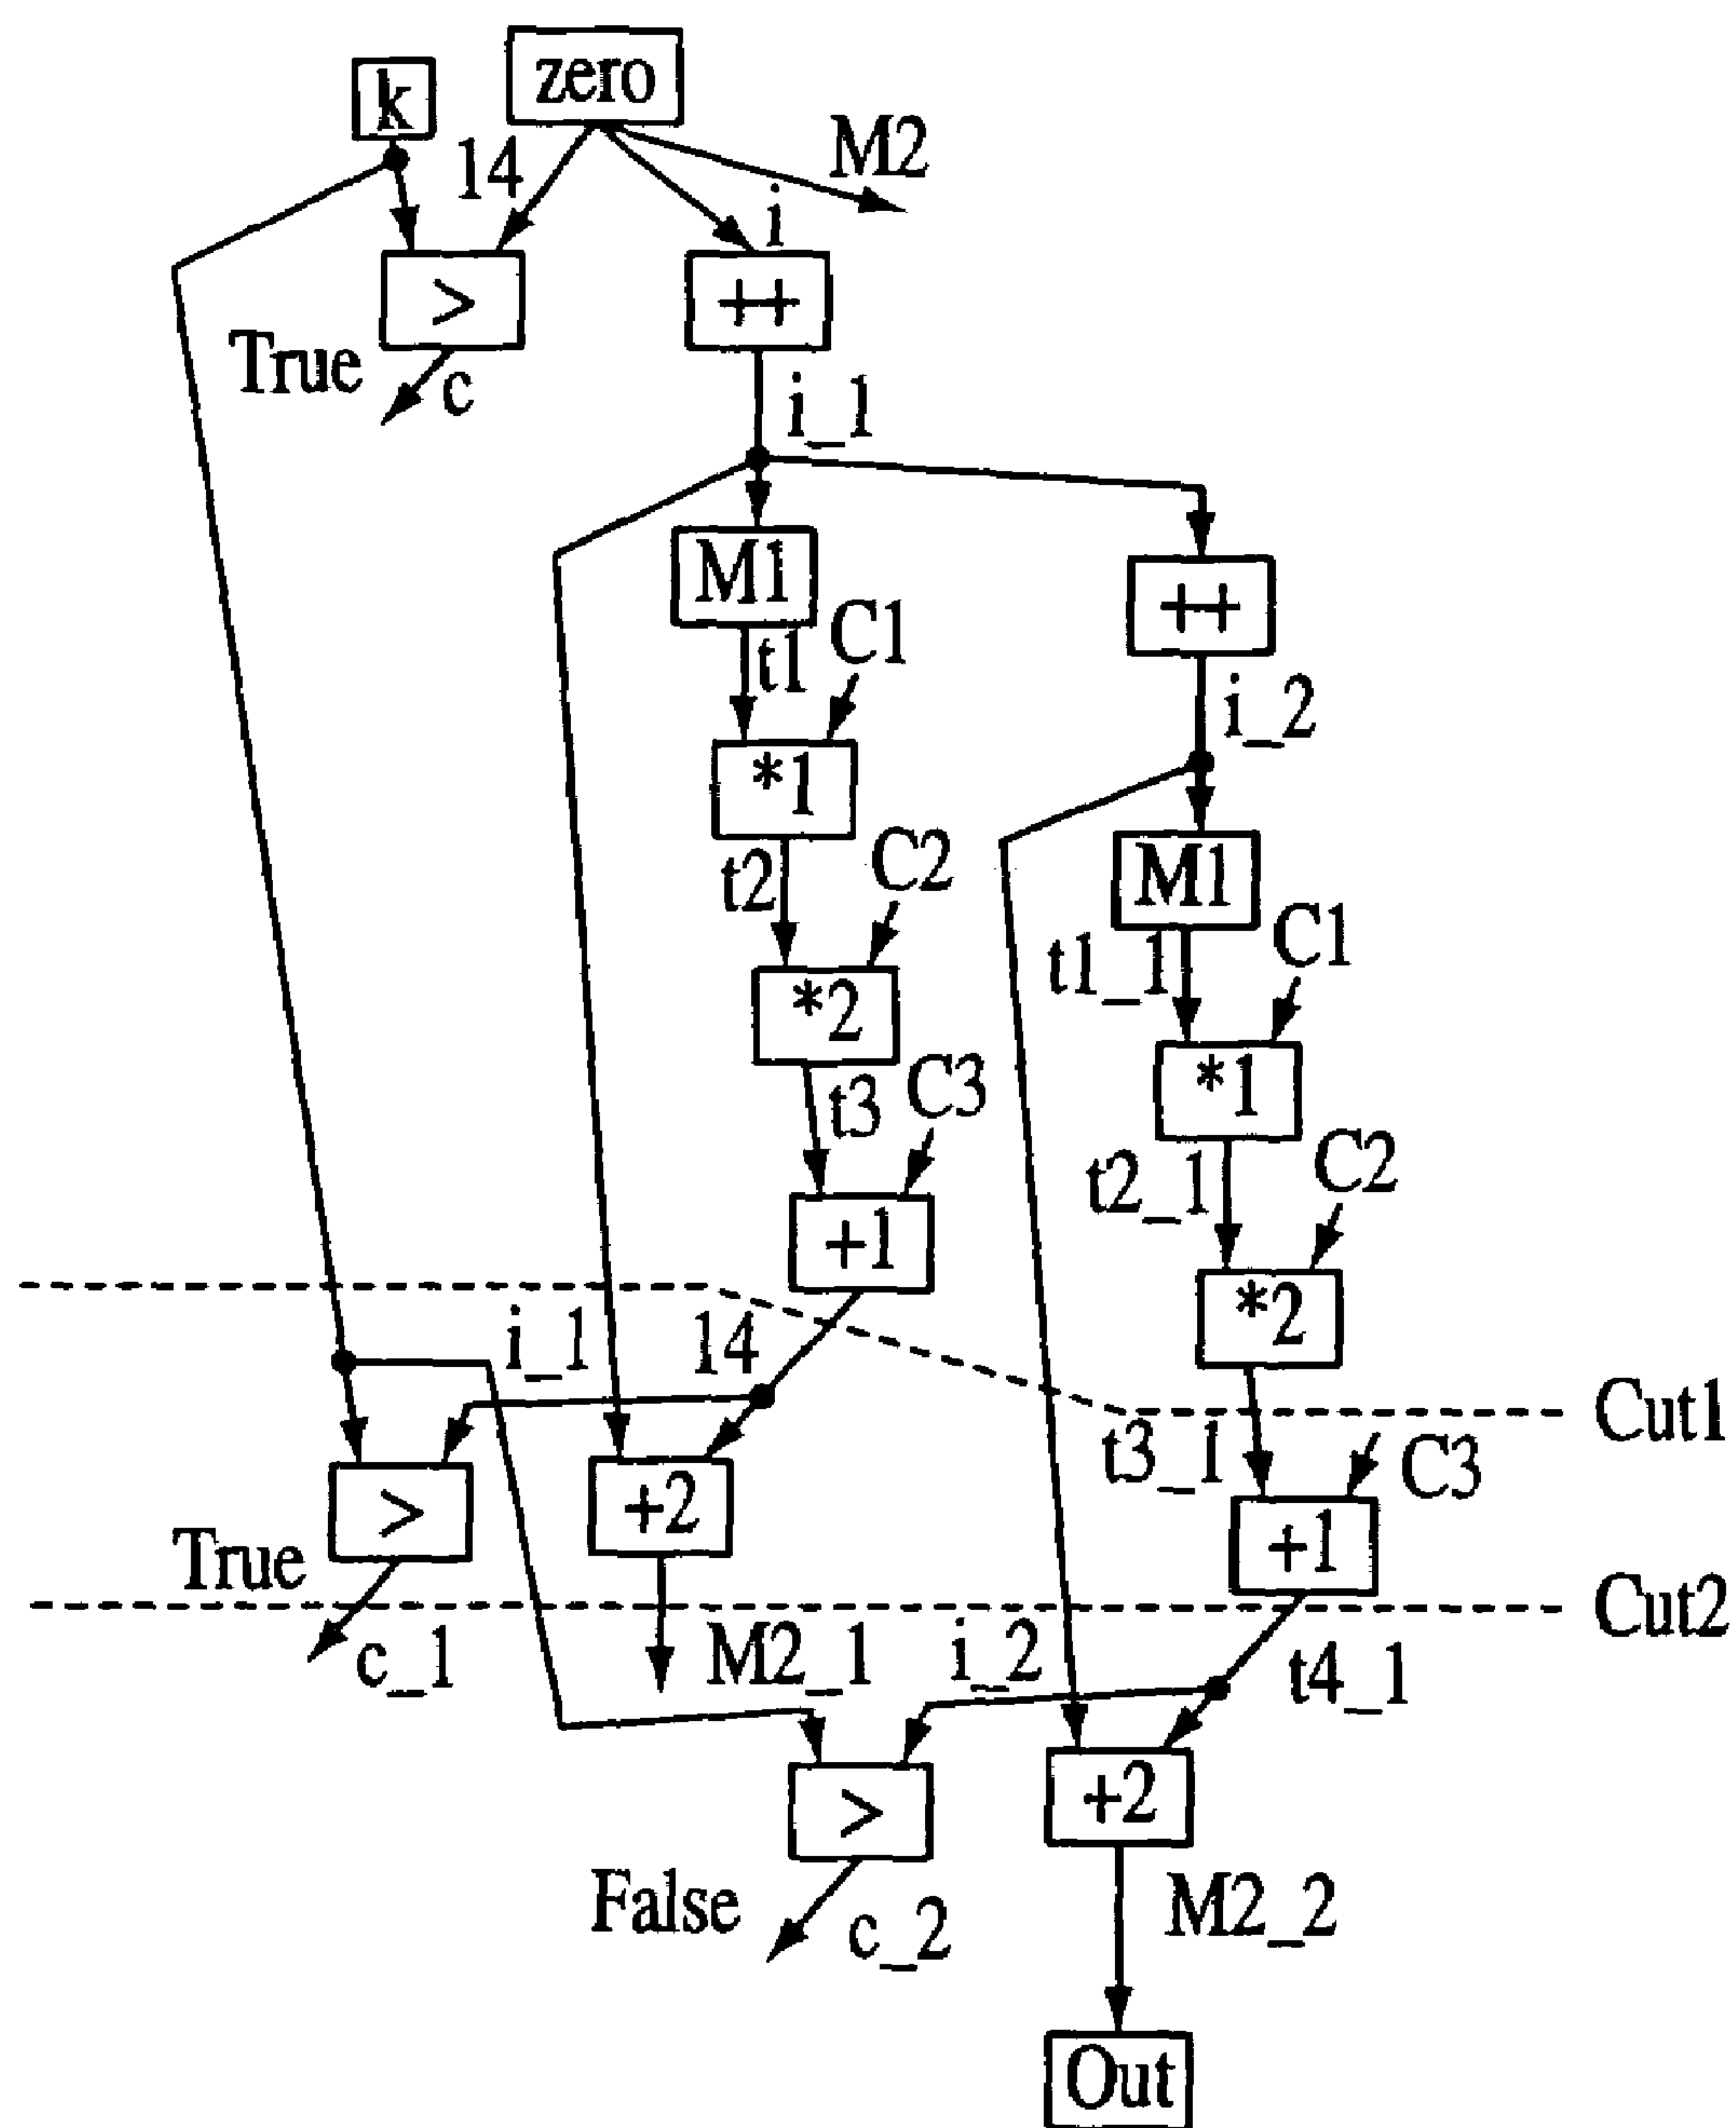 k
zero
14
M2
i
>
++
True
c
i_1
M1
++
t1
C1
i_2
*1
t2
C2
M1
t1_1
C1
*2
t3
C3
*1
t2_1
C2
+1
*2
i_1
14
Cut1
t3_1
C3
>
+2
+1
True
Cut2
c_1
M2_1
i_2
t4_1
>
+2
False
c_2
M2_2
Out